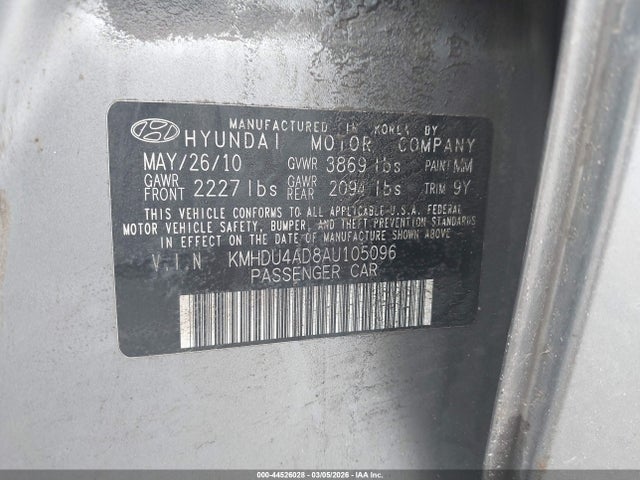 MANUFACTURED IN KOREA BY
HYUNDAI MOTOR COMPANY
MAY/26/10 GVWR 3869 lbs PAINT MM
GAWR FRONT 2227 lbs GAWR REAR 2094 lbs TRIM 9Y
THIS VEHICLE CONFORMS TO ALL APPLICABLE U.S.A. FEDERAL
MOTOR VEHICLE SAFETY, BUMPER, AND THEFT PREVENTION STANDARDS
IN EFFECT ON THE DATE OF MANUFACTURE SHOWN ABOVE.
V.I.N KMHDU4AD8AU105096
PASSENGER CAR
000-44526028 - 03/05/2026 - IAA, Inc.